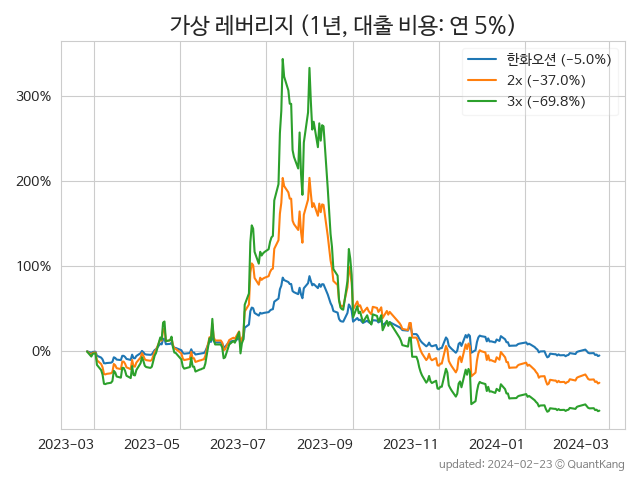 가상 레버리지 (1년, 대출 비용: 연 5%)
한화오션 (−5.0%)
2x (−37.0%)
3x (−69.8%)
300%
200%
100%
0%
2023-03 2023-05 2023-07 2023-09 2023-11 2024-01 2024-03
updated: 2024-02-23 © QuantKang